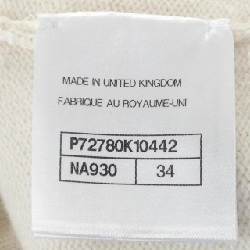 MADE IN UNITED KINGDOM
FABRIQUE AU ROYAUME-UNI
P72780K10442
NA930 34